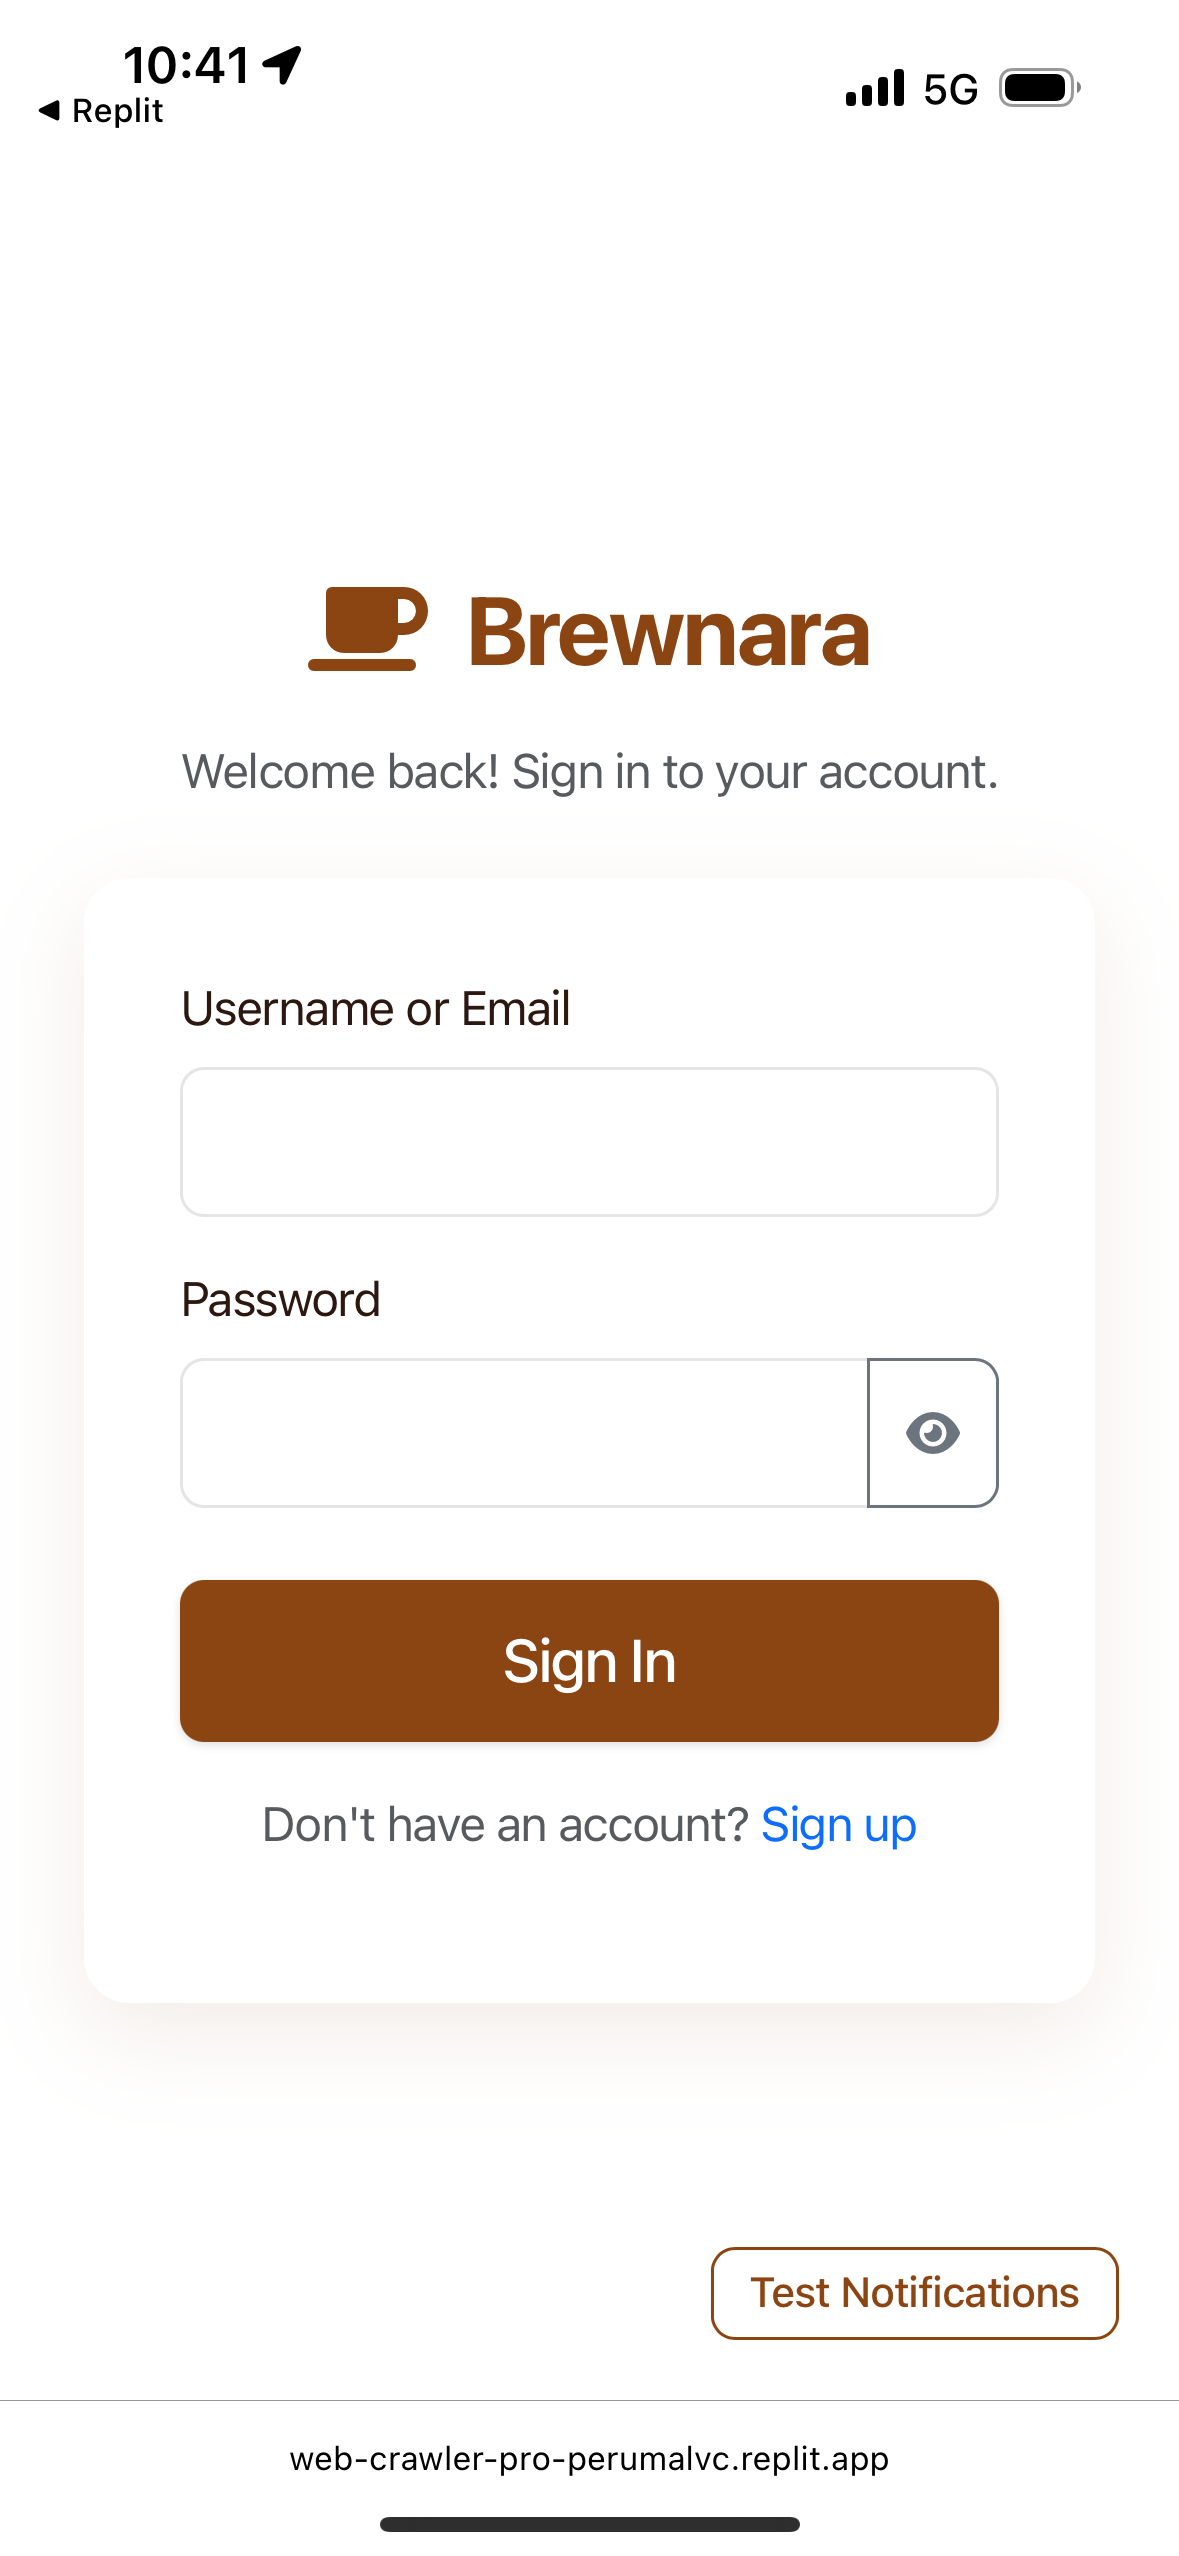 10:41
Replit
5G
Brewnara
Welcome back! Sign in to your account.
Username or Email
Password
Sign In
Don't have an account? Sign up
Test Notifications
web-crawler-pro-perumalvc.replit.app